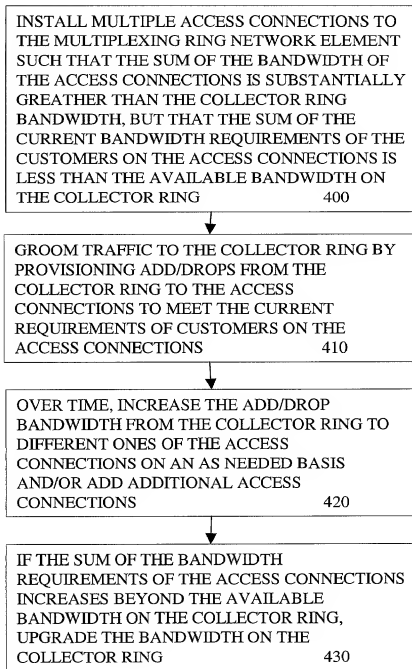 INSTALL MULTIPLE ACCESS CONNECTIONS TO
THE MULTIPLEXING RING NETWORK ELEMENT
SUCH THAT THE SUM OF THE BANDWIDTH OF
THE ACCESS CONNECTIONS IS SUBSTANTIALLY
GREATHER THAN THE COLLECTOR RING
BANDWIDTH, BUT THAT THE SUM OF THE
CURRENT BANDWIDTH REQUIREMENTS OF THE
CUSTOMERS ON THE ACCESS CONNECTIONS IS
LESS THAN THE AVAILABLE BANDWIDTH ON
THE COLLECTOR RING 400
GROOM TRAFFIC TO THE COLLECTOR RING BY
PROVISIONING ADD/DROPS FROM THE
COLLECTOR RING TO THE ACCESS
CONNECTIONS TO MEET THE CURRENT
REQUIREMENTS OF CUSTOMERS ON THE
ACCESS CONNECTIONS 410
OVER TIME, INCREASE THE ADD/DROP
BANDWIDTH FROM THE COLLECTOR RING TO
DIFFERENT ONES OF THE ACCESS
CONNECTIONS ON AN AS NEEDED BASIS
AND/OR ADD ADDITIONAL ACCESS
CONNECTIONS 420
IF THE SUM OF THE BANDWIDTH
REQUIREMENTS OF THE ACCESS CONNECTIONS
INCREASES BEYOND THE AVAILABLE
BANDWIDTH ON THE COLLECTOR RING,
UPGRADE THE BANDWIDTH ON THE
COLLECTOR RING 430